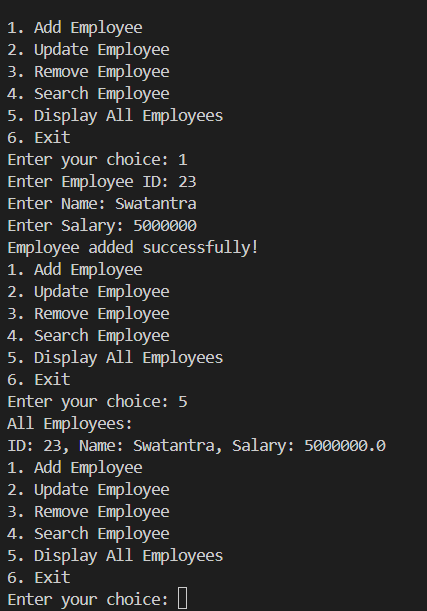 1. Add Employee
2. Update Employee
3. Remove Employee
4. Search Employee
5. Display All Employees
6. Exit
Enter your choice: 1
Enter Employee ID: 23
Enter Name: Swatantra
Enter Salary: 5000000
Employee added successfully!
1. Add Employee
2. Update Employee
3. Remove Employee
4. Search Employee
5. Display All Employees
6. Exit
Enter your choice: 5
All Employees:
ID: 23, Name: Swatantra, Salary: 5000000.0
1. Add Employee
2. Update Employee
3. Remove Employee
4. Search Employee
5. Display All Employees
6. Exit
Enter your choice: